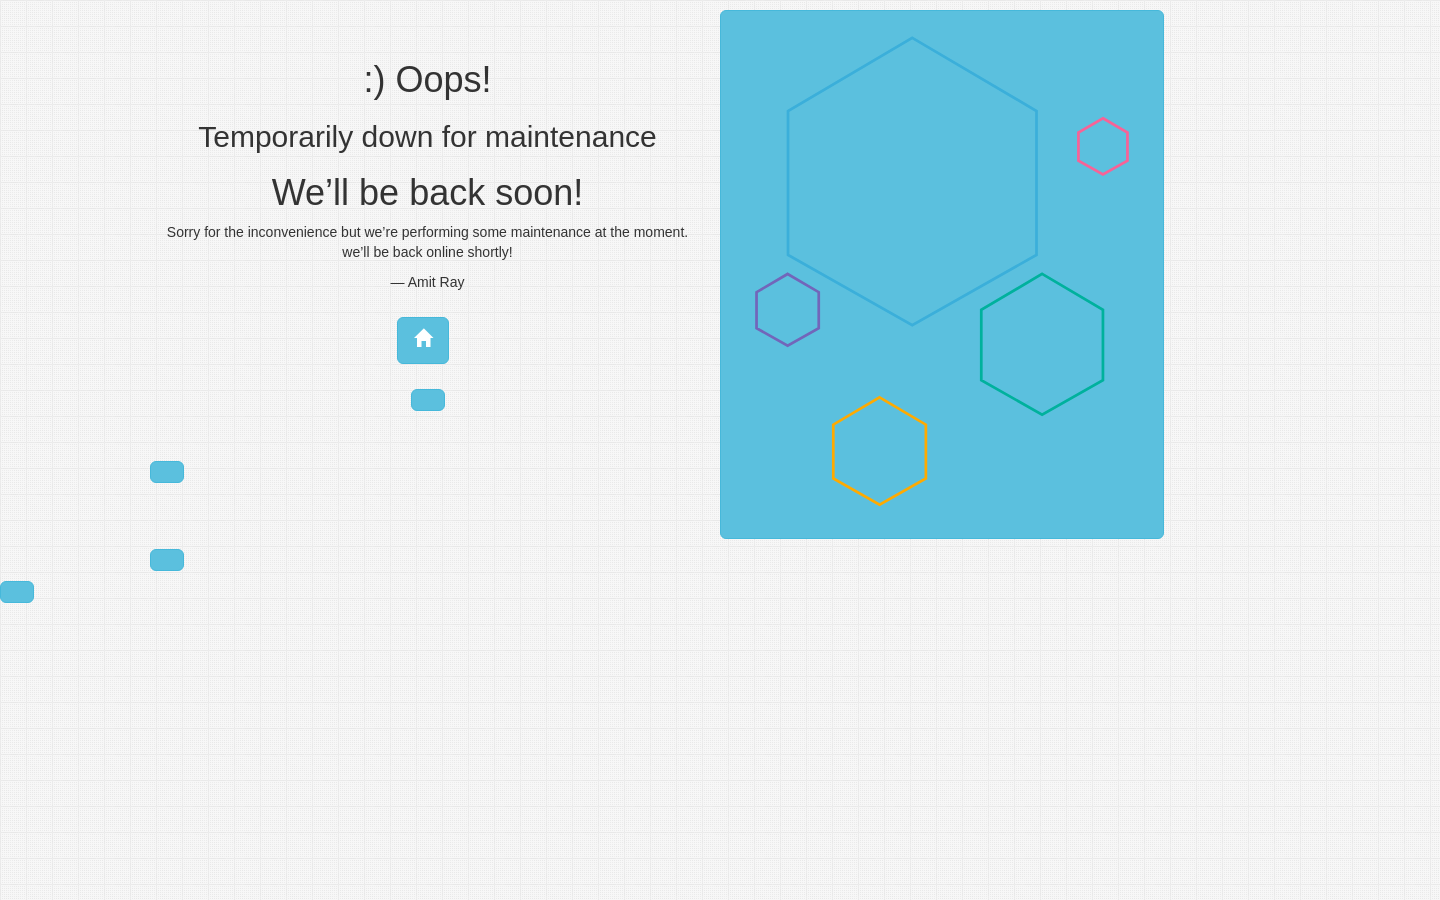 :) Oops!
Temporarily down for maintenance
We’ll be back soon!
Sorry for the inconvenience but we’re performing some maintenance at the moment.
we’ll be back online shortly!
— Amit Ray